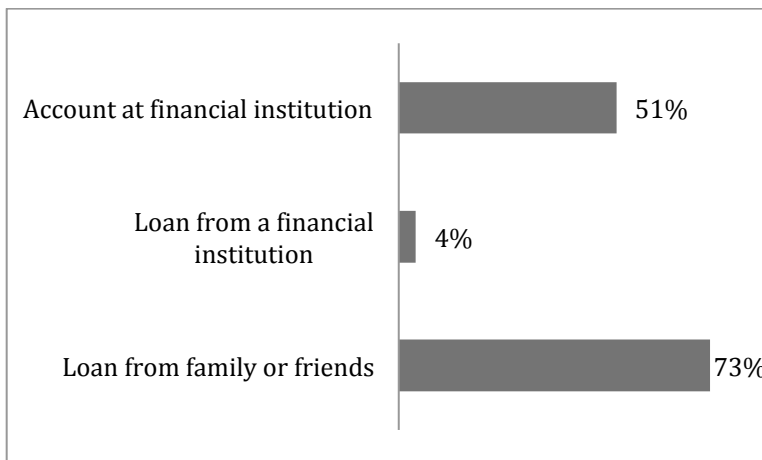 Account at financial institution
51%
Loan from a financial
institution
4%
Loan from family or friends
73%